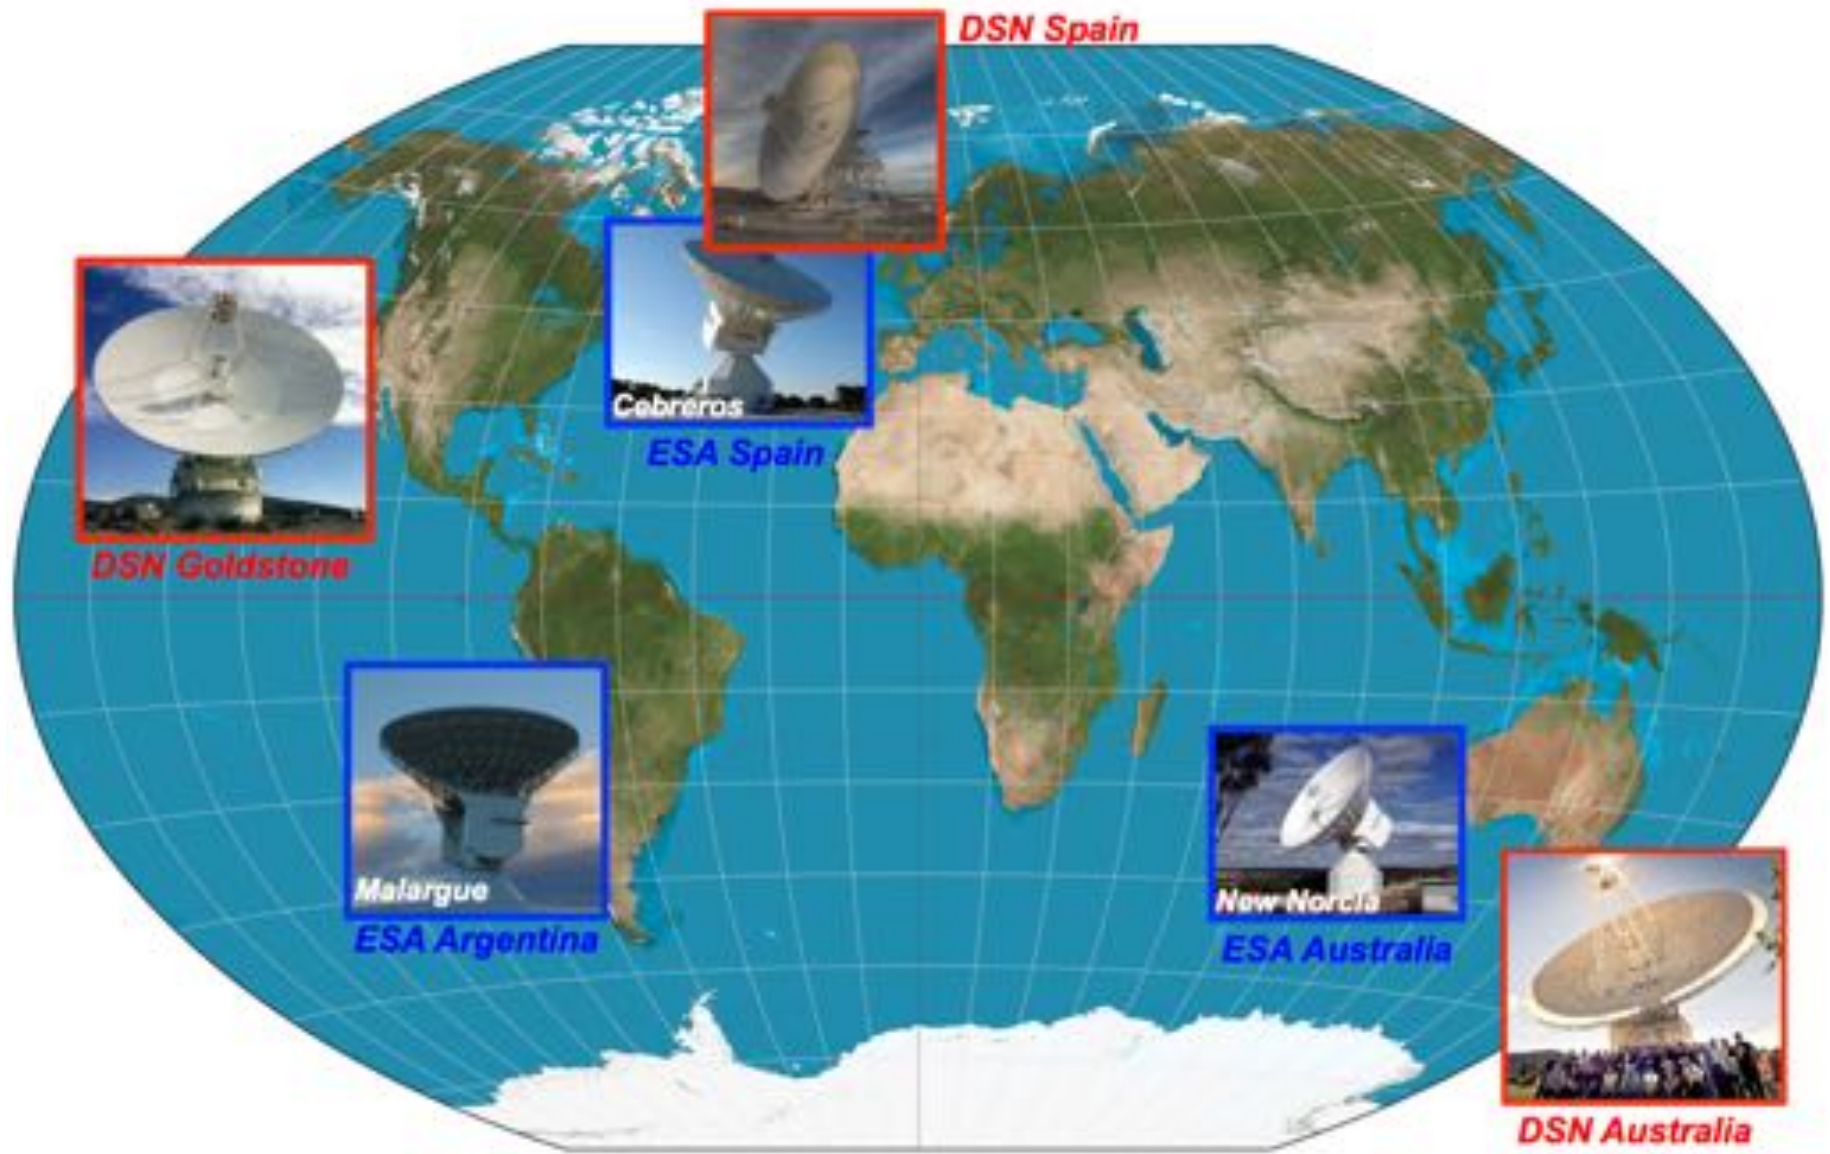 DSN Spain
Cebreros
ESA Spain
DSN Goldstone
Malargue
ESA Argentina
New Norcia
ESA Australia
DSN Australia